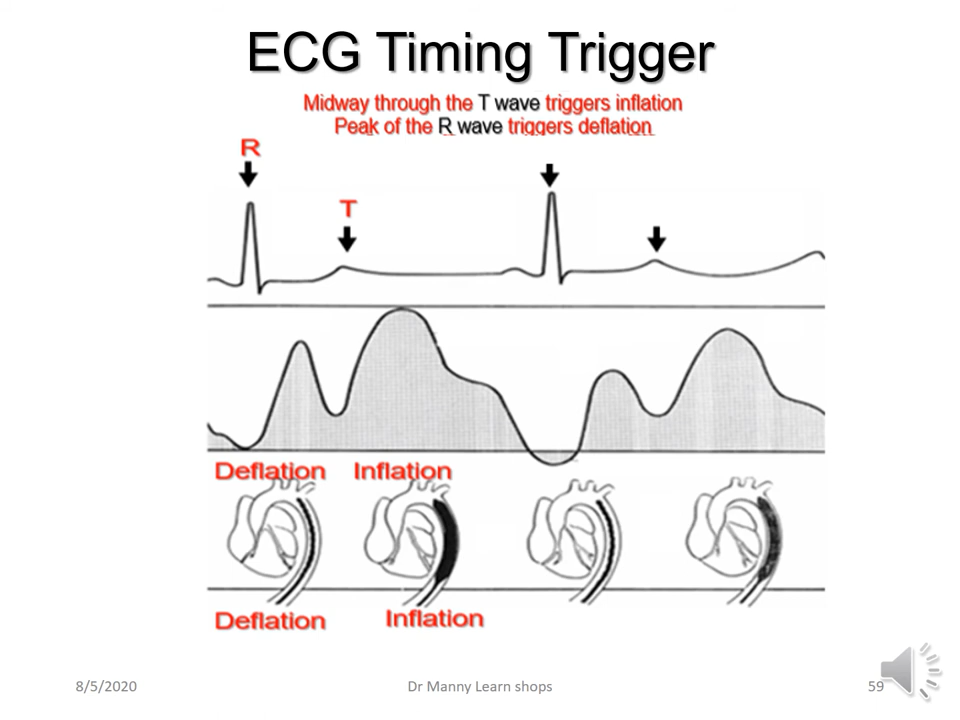 ECG Timing Trigger
Midway through the T wave triggers inflation
Peak of the R wave triggers deflation
R
T
Deflation Inflation
Deflation Inflation
8/5/2020 Dr Manny Learn shops 59